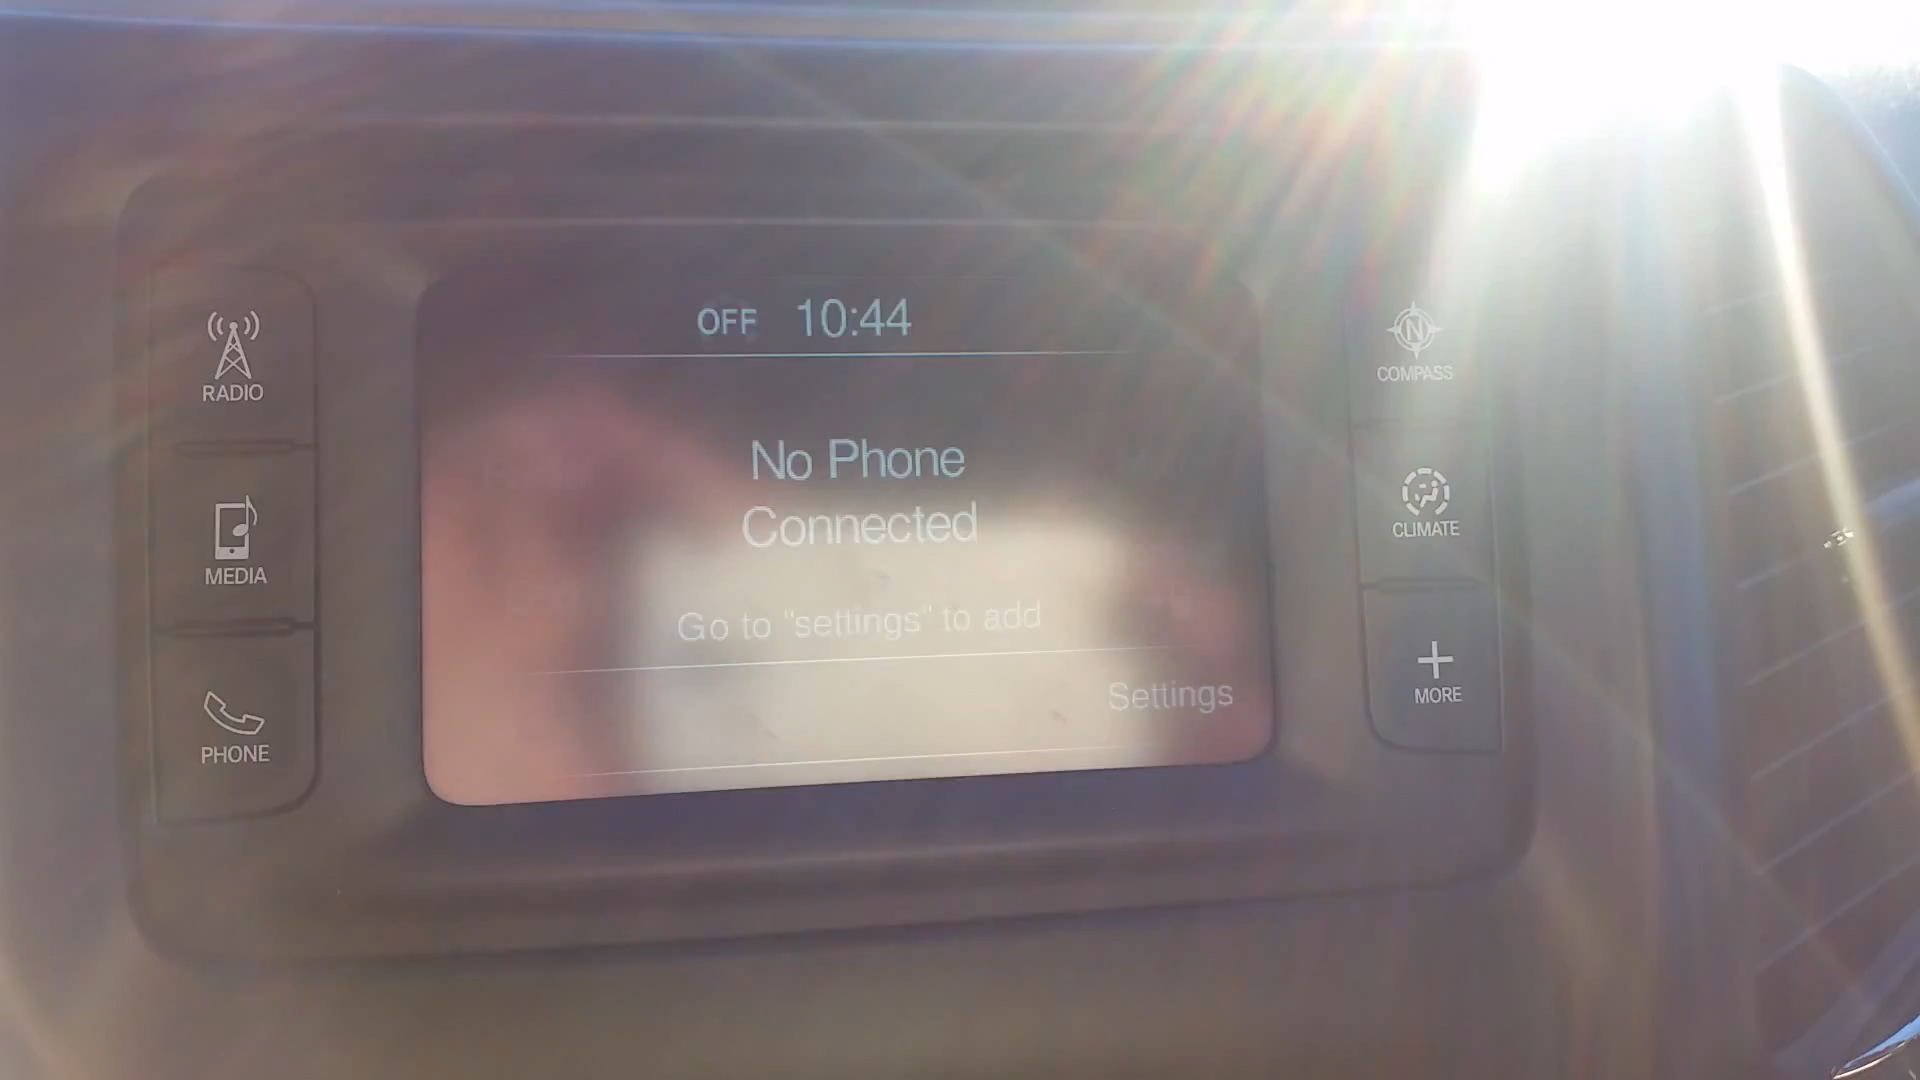 OFF 10:44
RADIO
MEDIA
PHONE
No Phone
Connected
Go to "settings" to add
Settings
N
COMPASS
CLIMATE
MORE